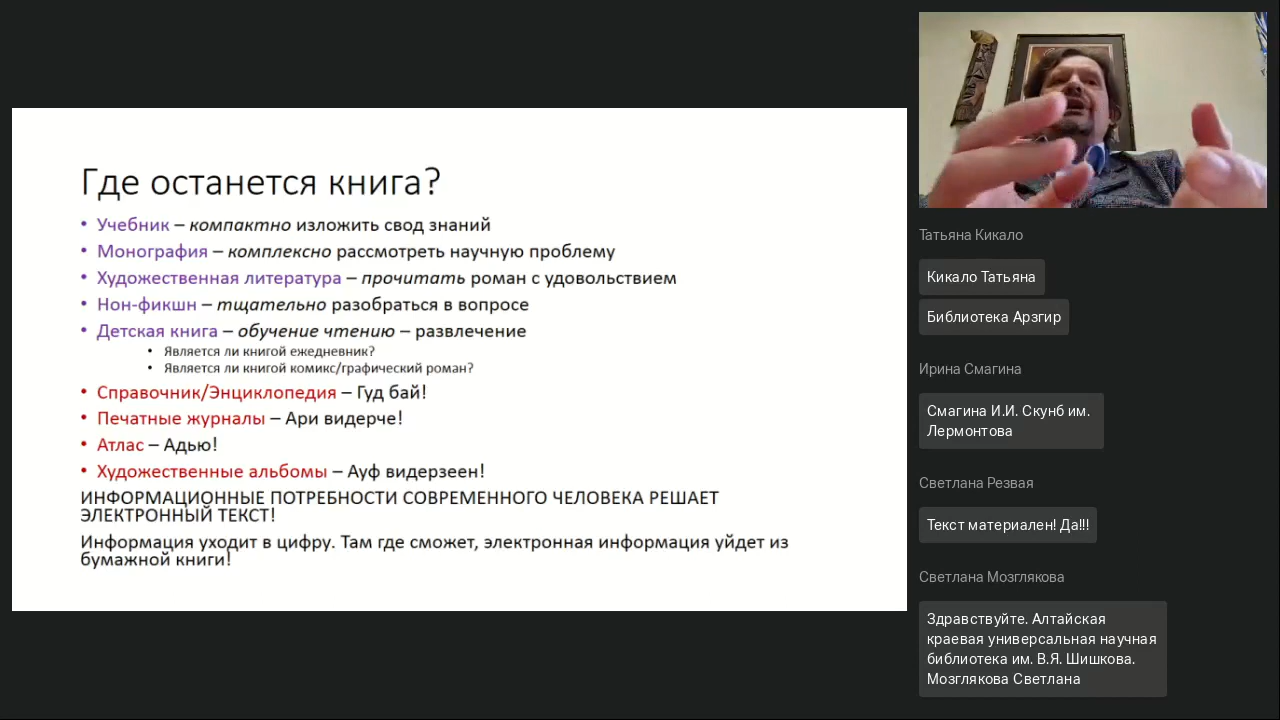 Где останется книга?
• Учебник – компактно изложить свод знаний
• Монография – комплексно рассмотреть научную проблему
• Художественная литература – прочитать роман с удовольствием
• Нон-фикшн – тщательно разобраться в вопросе
• Детская книга – обучение чтению – развлечение
• Является ли книгой ежедневник?
• Является ли книгой комикс/графический роман?
• Справочник/Энциклопедия – Гуд бай!
• Печатные журналы – Ари видерче!
• Атлас – Адью!
• Художественные альбомы – Ауф видерзеен!
ИНФОРМАЦИОННЫЕ ПОТРЕБНОСТИ СОВРЕМЕННОГО ЧЕЛОВЕКА РЕШАЕТ
ЭЛЕКТРОННЫЙ ТЕКСТ!
Информация уходит в цифру. Там где сможет, электронная информация уйдет из
бумажной книги!
Татьяна Кикало
Кикало Татьяна
Библиотека Арзгир
Ирина Смагина
Смагина И.И. Скунб им.
Лермонтова
Светлана Резвая
Текст материален! Да!!!
Светлана Мозглякова
Здравствуйте. Алтайская
краевая универсальная научная
библиотека им. В.Я. Шишкова.
Мозглякова Светлана